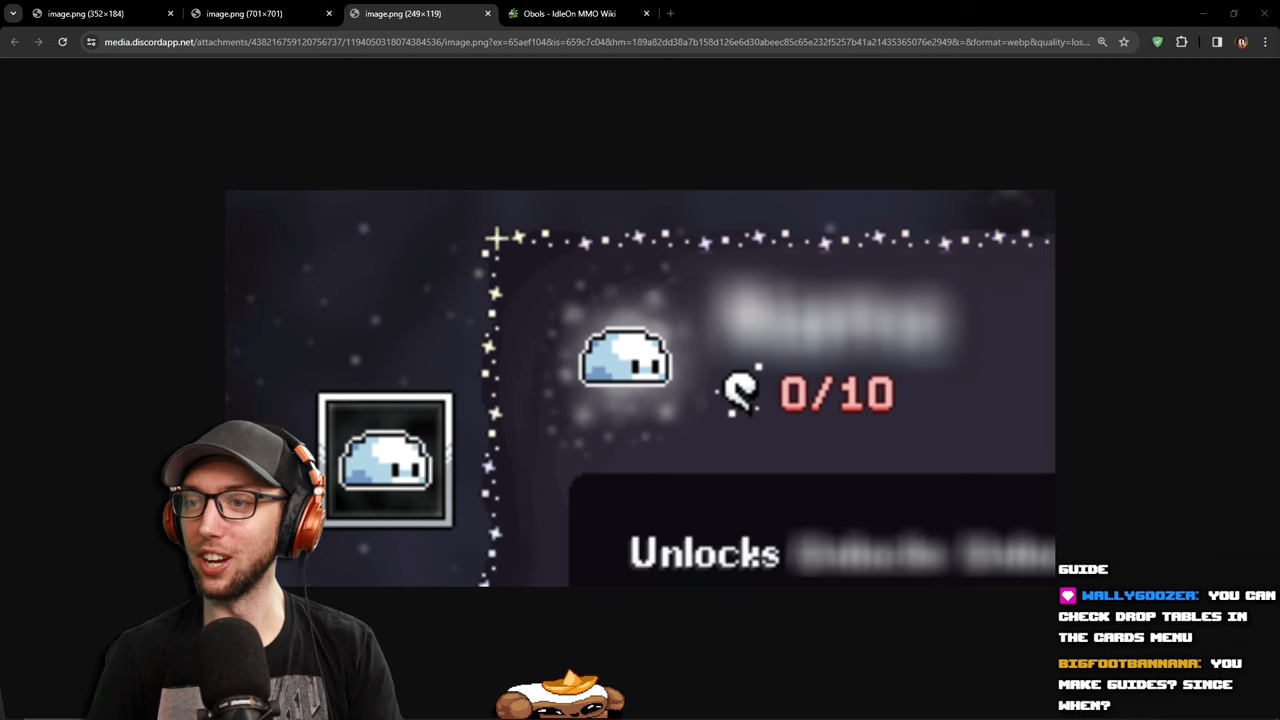 image.png (352×184)
image.png (701×701)
image.png (249×119)
Obols - IdleOn MMO Wiki
media.discordapp.net/attachments/438216759120756737/1194050318074384536/image.png?ex=65aef104&is=659c7c04&hm=189a82dd38a7b158d126e6d30abeec85c65e232f5257b41a21435365076e2949&=&format=webp&quality=los...
0/10
Unlocks
GUIDE
WALLYGOOZER: YOU CAN
CHECK DROP TABLES IN
THE CARDS MENU
BIGFOOTBANNANA: YOU
MAKE GUIDES? SINCE
WHEN?